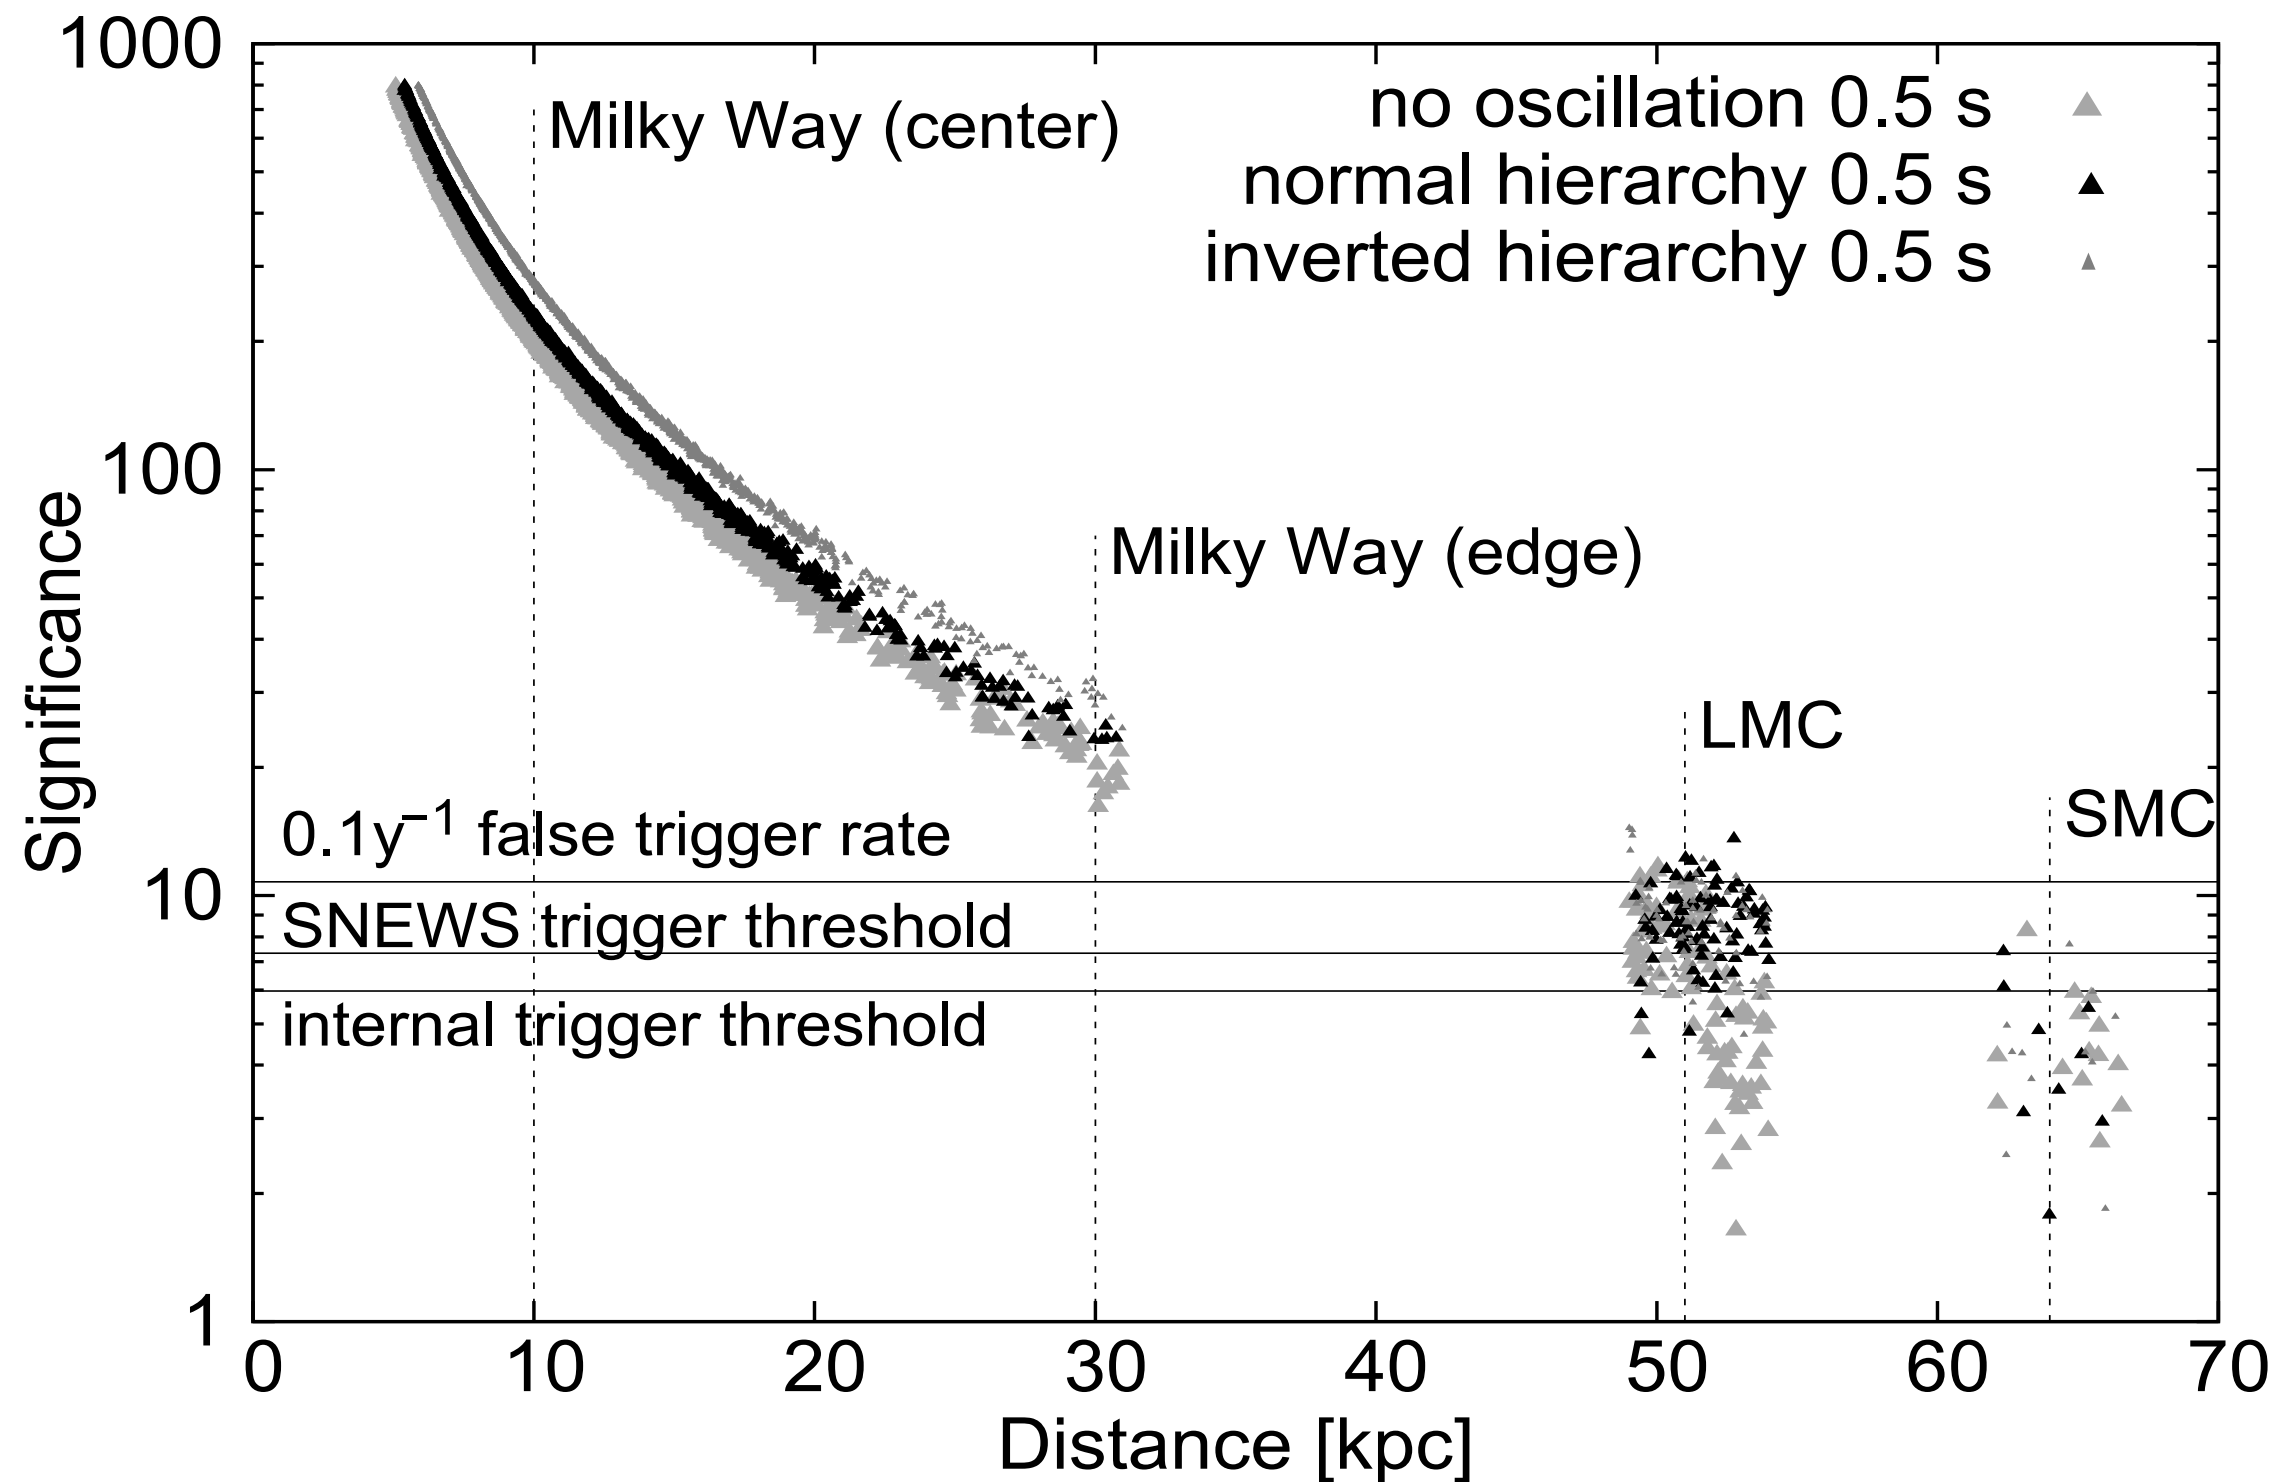 1000
Milky Way (center)
no oscillation 0.5 s
normal hierarchy 0.5 s
inverted hierarchy 0.5 s
100
Milky Way (edge)
Significance
LMC
SMC
0.1y⁻¹ false trigger rate
10
SNEWS trigger threshold
internal trigger threshold
1
0 10 20 30 40 50 60 70
Distance [kpc]